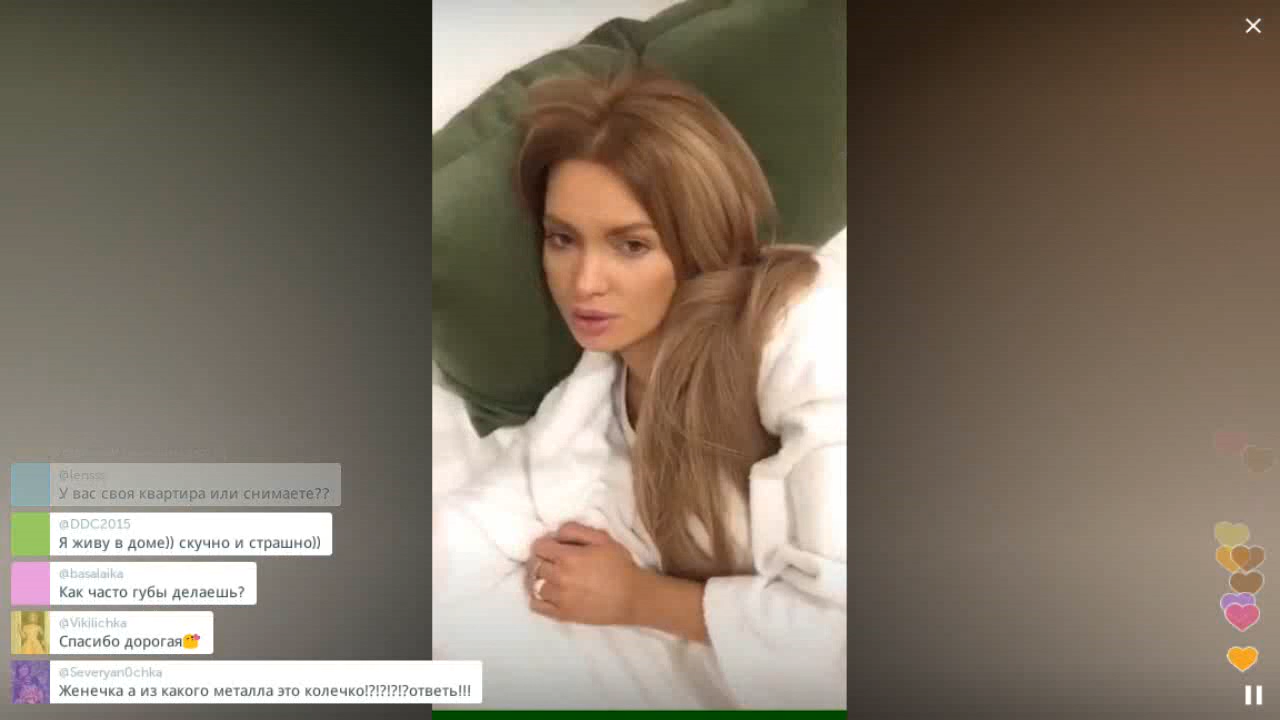 @lensss
У вас своя квартира или снимаете??
@DDC2015
Я живу в доме)) скучно и страшно))
@basalaika
Как часто губы делаешь?
@Vikilichka
Спасибо дорогая😘
@Severyan0chka
Женечка а из какого металла это колечко!?!?!?!?ответь!!!